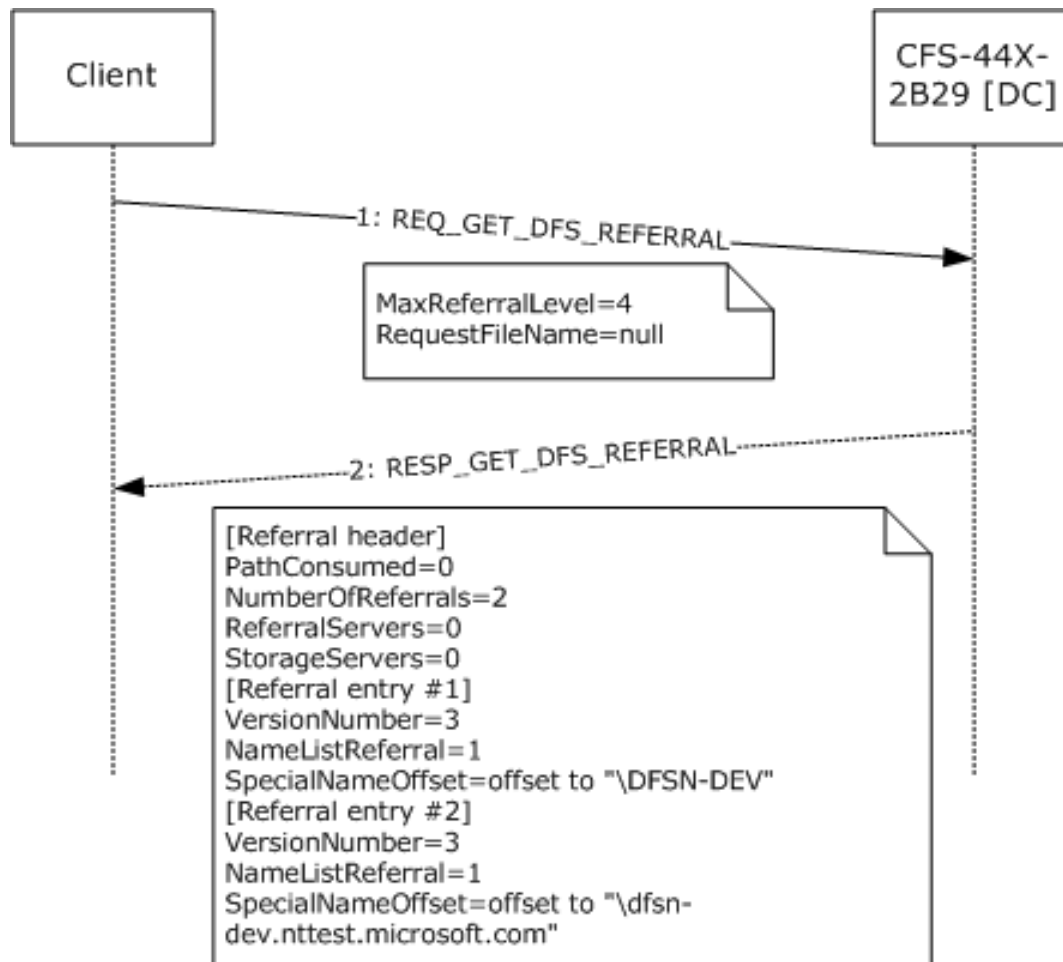 Client
CFS-44X-
2B29 [DC]
1: REQ_GET_DFS_REFERRAL
MaxReferralLevel=4
RequestFileName=null
2: RESP_GET_DFS_REFERRAL
[Referral header]
PathConsumed=0
NumberOfReferrals=2
ReferralServers=0
StorageServers=0
[Referral entry #1]
VersionNumber=3
NameListReferral=1
SpecialNameOffset=offset to "\DFSN-DEV"
[Referral entry #2]
VersionNumber=3
NameListReferral=1
SpecialNameOffset=offset to "\dfsn-
dev.nttest.microsoft.com"